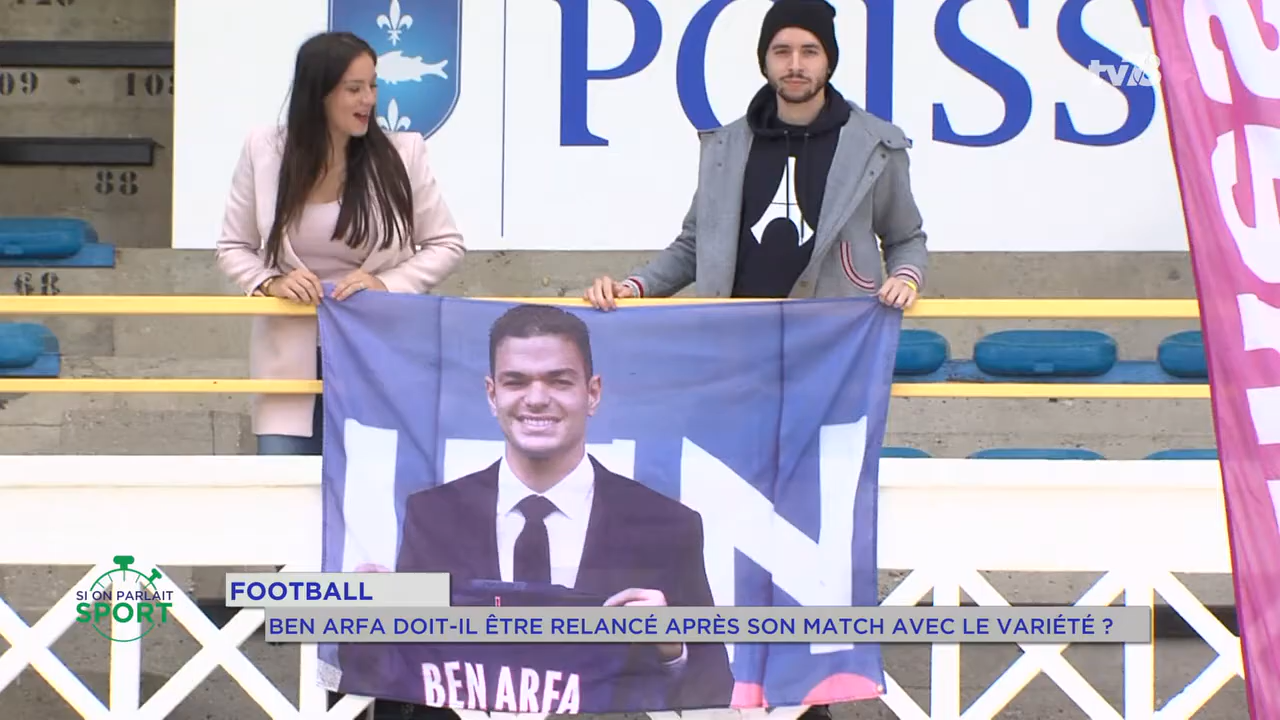 POISS
tv78
109
108
88
68
BEN ARFA
SI ON PARLAIT
SPORT
FOOTBALL
BEN ARFA DOIT-IL ÊTRE RELANCÉ APRÈS SON MATCH AVEC LE VARIÉTÉ ?